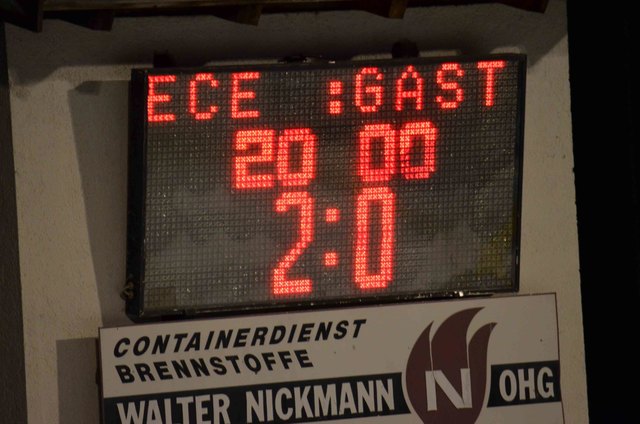 ECE :GAST
20 00
2:0
CONTAINERDIENST
BRENNSTOFFE
WALTER NICKMANN N OHG